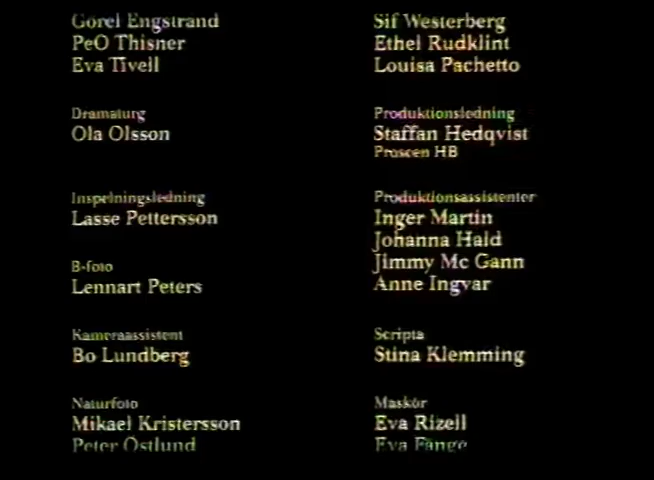 Gorel Engstrand
PeO Thisner
Eva Tivell
Dramaturg
Ola Olsson
Inspelningsledning
Lasse Pettersson
B-foto
Lennart Peters
Kameraassistent
Bo Lundberg
Naturfoto
Mikael Kristersson
Peter Östlund
Sif Westerberg
Ethel Rudklint
Louisa Pachetto
Produktionsledning
Staffan Hedqvist
Proscen HB
Produktionsassistenter
Inger Martin
Johanna Hald
Jimmy Mc Gann
Anne Ingvar
Scripta
Stina Klemming
Maskör
Eva Rizell
Eva Fänge